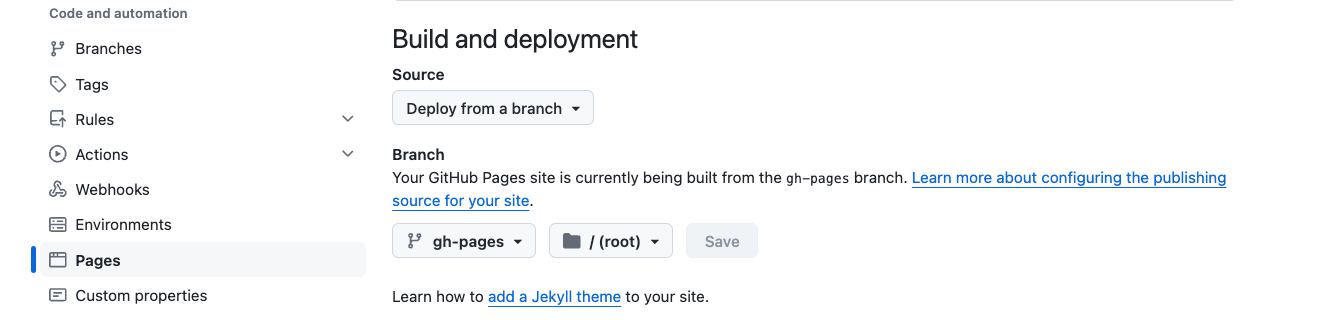 Code and automation
Branches
Tags
Rules
Actions
Webhooks
Environments
Pages
Custom properties
Build and deployment
Source
Deploy from a branch
Branch
Your GitHub Pages site is currently being built from the gh-pages branch. Learn more about configuring the publishing
source for your site.
gh-pages
/ (root)
Save
Learn how to add a Jekyll theme to your site.